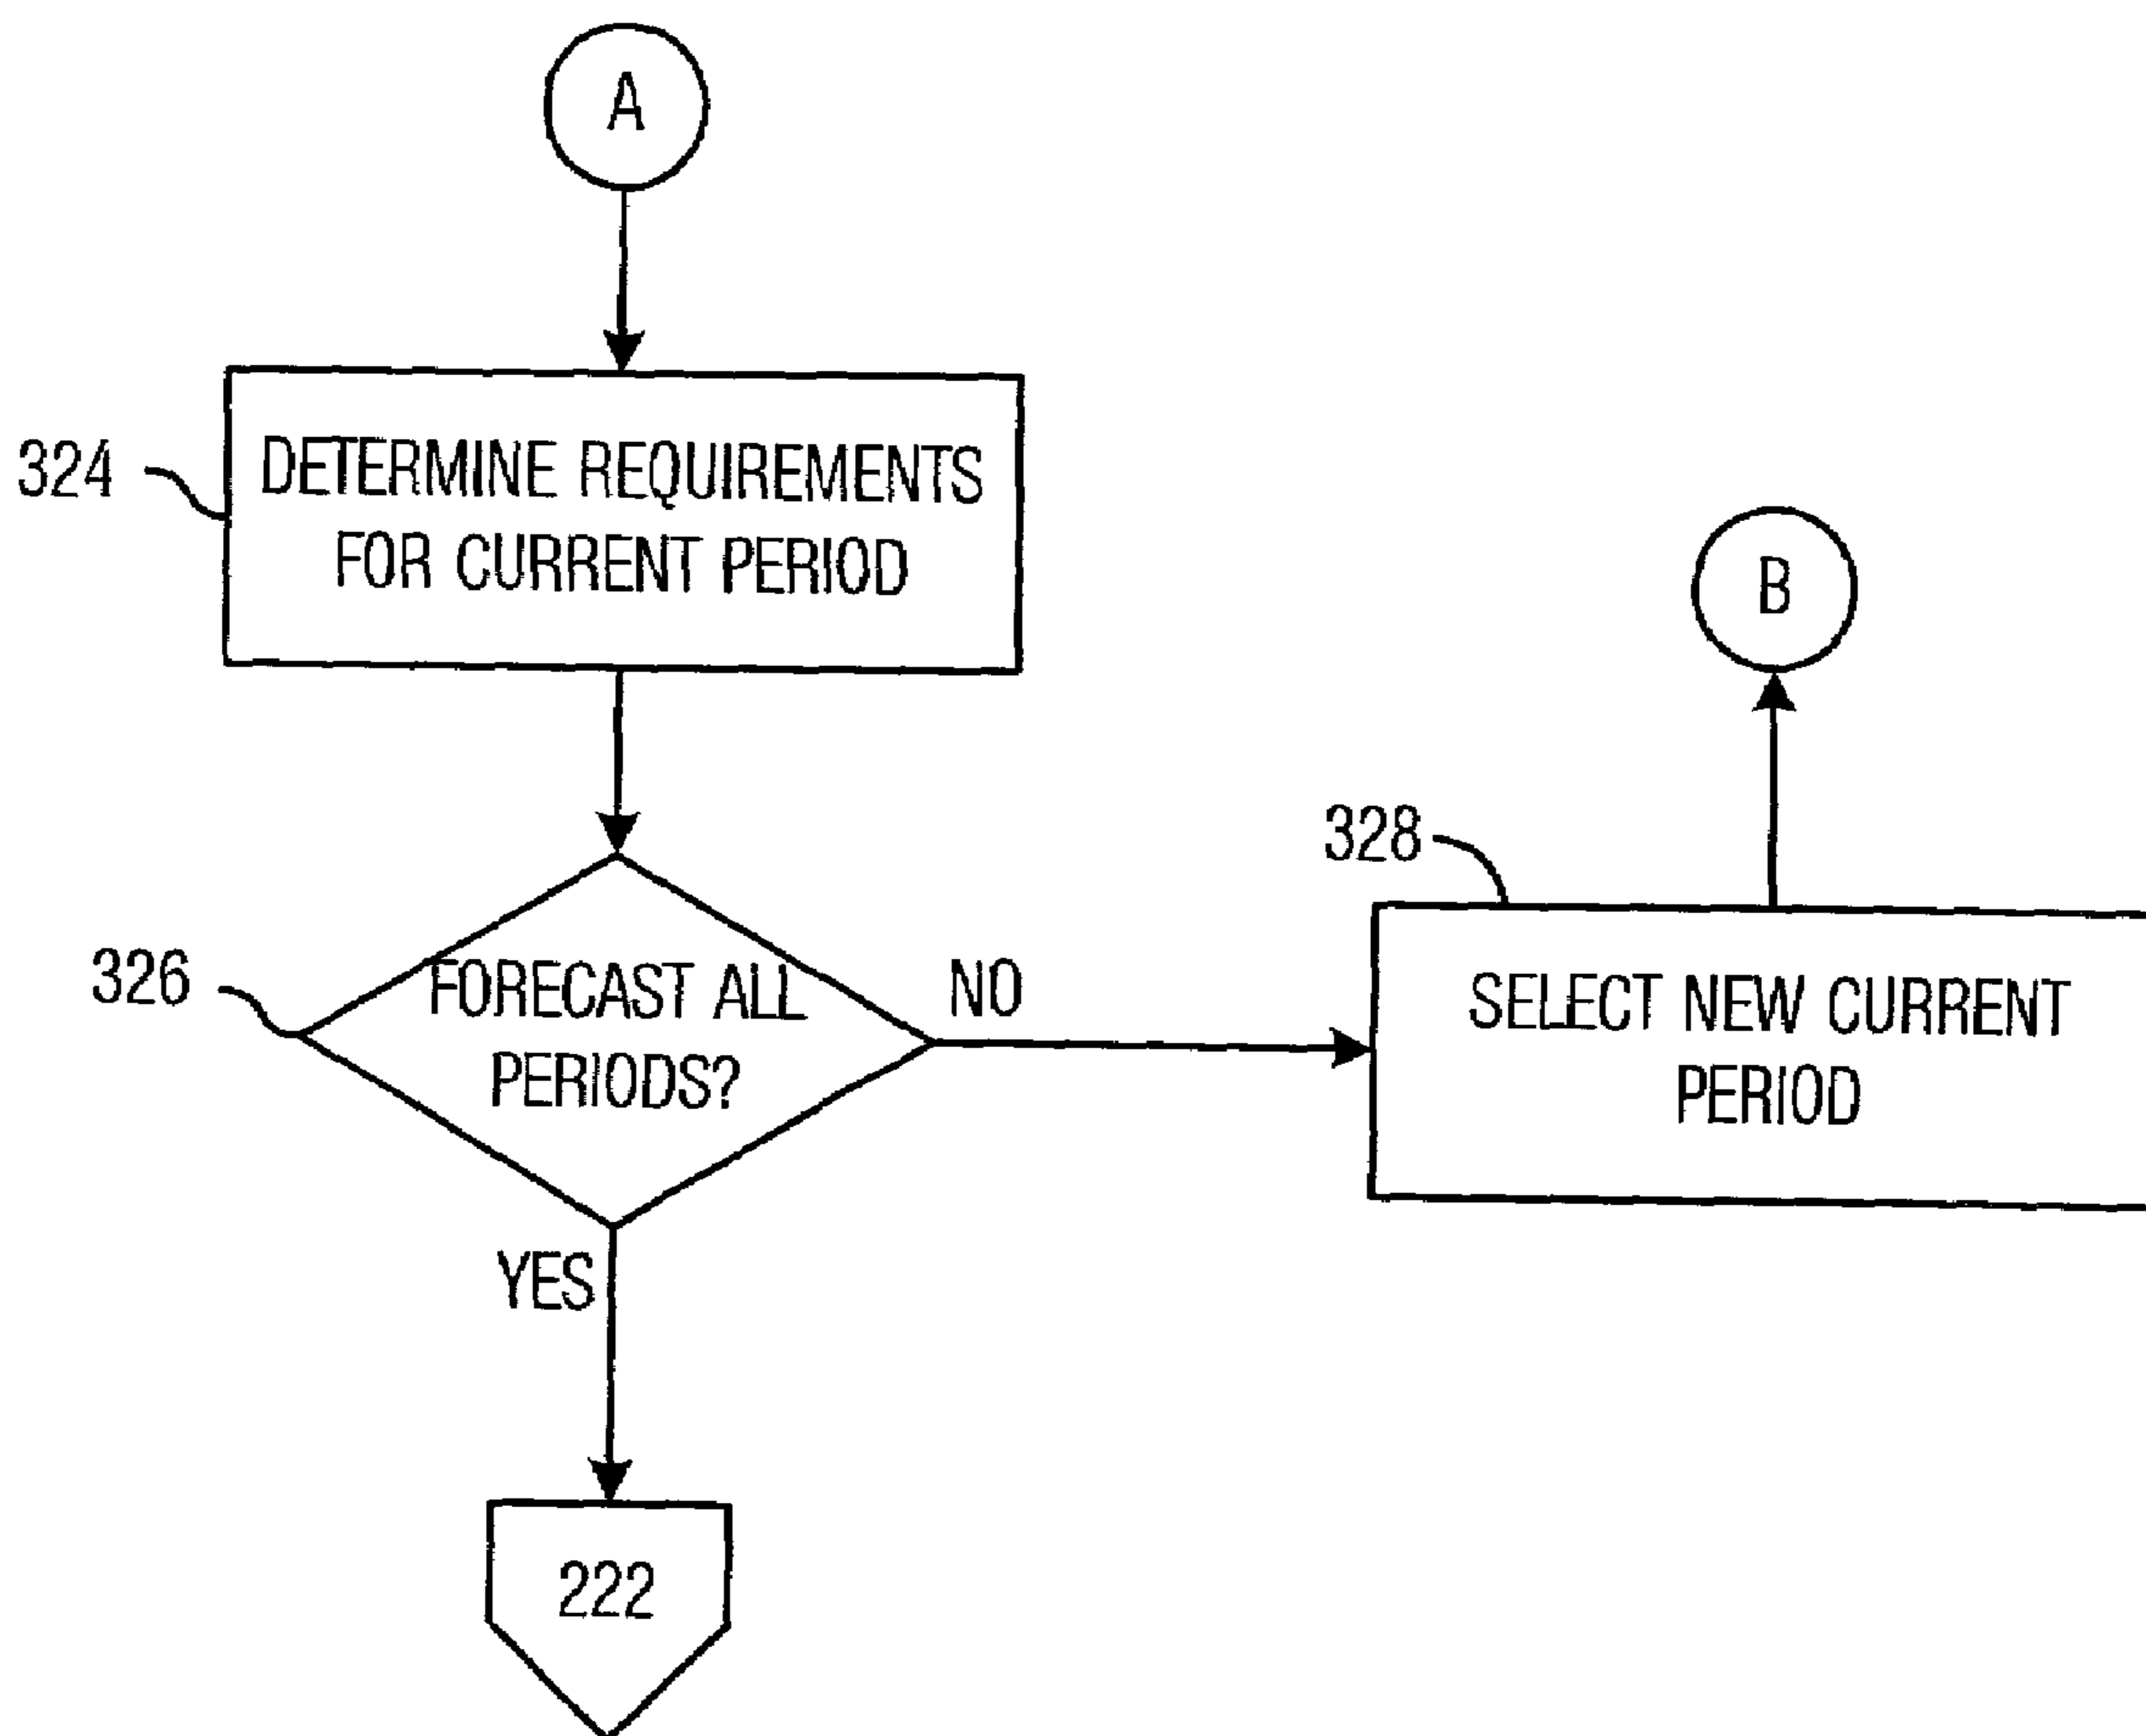 A
324
DETERMINE REQUIREMENTS
FOR CURRENT PERIOD
B
328
326
FORECAST ALL
PERIODS?
NO
SELECT NEW CURRENT
PERIOD
YES
222